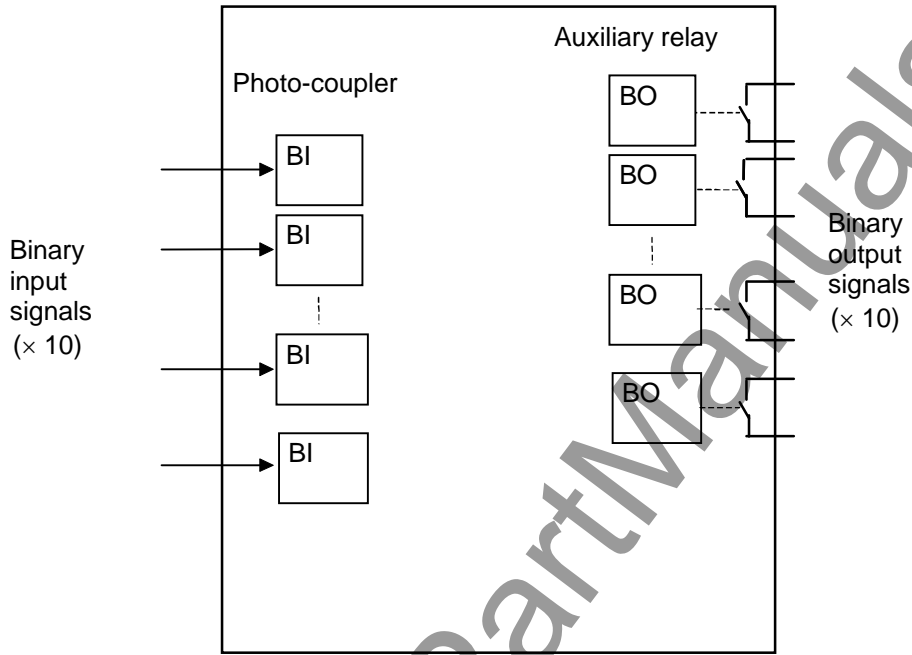 Auxiliary relay
Photo-coupler
BO
BI
BO
BI
Binary
input
signals
(× 10)
Binary
output
signals
(× 10)
BO
BI
BO
BI
PartManuals